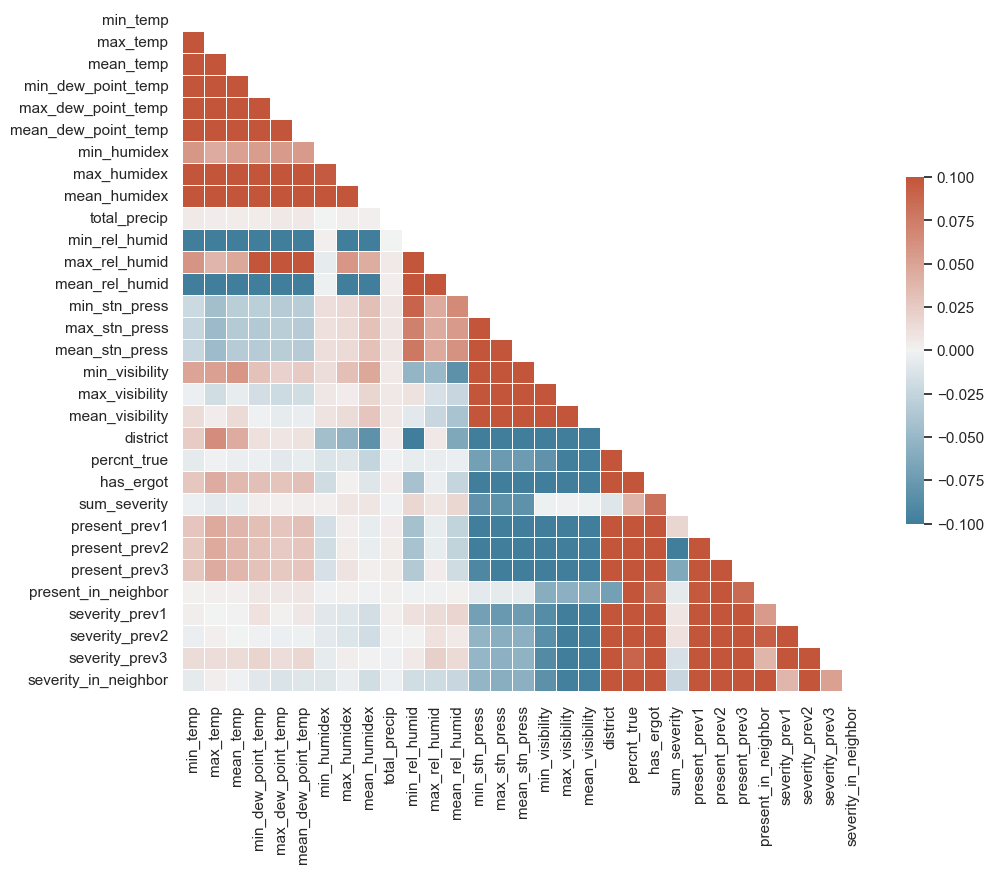 min_temp
max_temp
mean_temp
min_dew_point_temp
max_dew_point_temp
mean_dew_point_temp
min_humidex
max_humidex
mean_humidex
total_precip
min_rel_humid
max_rel_humid
mean_rel_humid
min_stn_press
max_stn_press
mean_stn_press
min_visibility
max_visibility
mean_visibility
district
percnt_true
has_ergot
sum_severity
present_prev1
present_prev2
present_prev3
present_in_neighbor
severity_prev1
severity_prev2
severity_prev3
severity_in_neighbor
min_temp
max_temp
mean_temp
min_dew_point_temp
max_dew_point_temp
mean_dew_point_temp
min_humidex
max_humidex
mean_humidex
total_precip
min_rel_humid
max_rel_humid
mean_rel_humid
min_stn_press
max_stn_press
mean_stn_press
min_visibility
max_visibility
mean_visibility
district
percnt_true
has_ergot
sum_severity
present_prev1
present_prev2
present_prev3
present_in_neighbor
severity_prev1
severity_prev2
severity_prev3
severity_in_neighbor
0.100
0.075
0.050
0.025
0.000
−0.025
−0.050
−0.075
−0.100